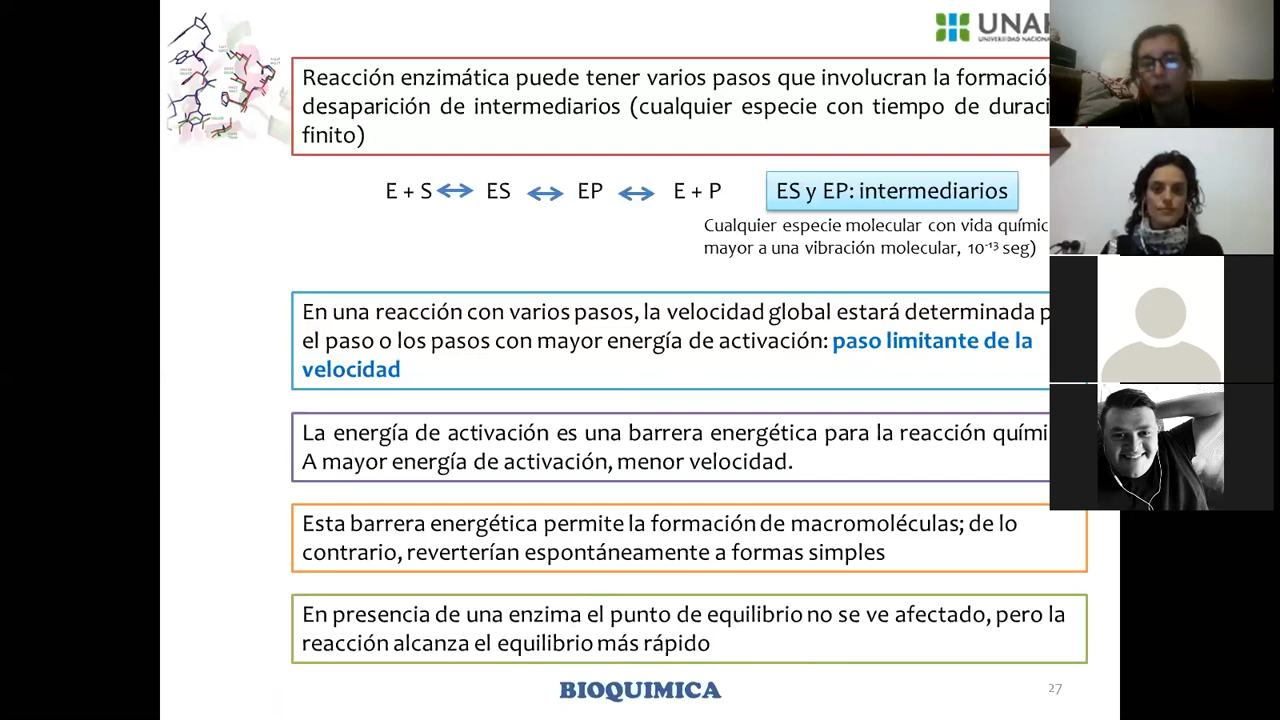 UNAH
UNIVERSIDAD NACIONAL
Reacción enzimática puede tener varios pasos que involucran la formació
desaparición de intermediarios (cualquier especie con tiempo de duraci
finito)
E + S ES EP E + P
ES y EP: intermediarios
Cualquier especie molecular con vida químic
mayor a una vibración molecular, 10⁻¹³ seg)
En una reacción con varios pasos, la velocidad global estará determinada p
el paso o los pasos con mayor energía de activación: paso limitante de la
velocidad
La energía de activación es una barrera energética para la reacción quími
A mayor energía de activación, menor velocidad.
Esta barrera energética permite la formación de macromoléculas; de lo
contrario, reverterían espontáneamente a formas simples
En presencia de una enzima el punto de equilibrio no se ve afectado, pero la
reacción alcanza el equilibrio más rápido
BIOQUIMICA
27